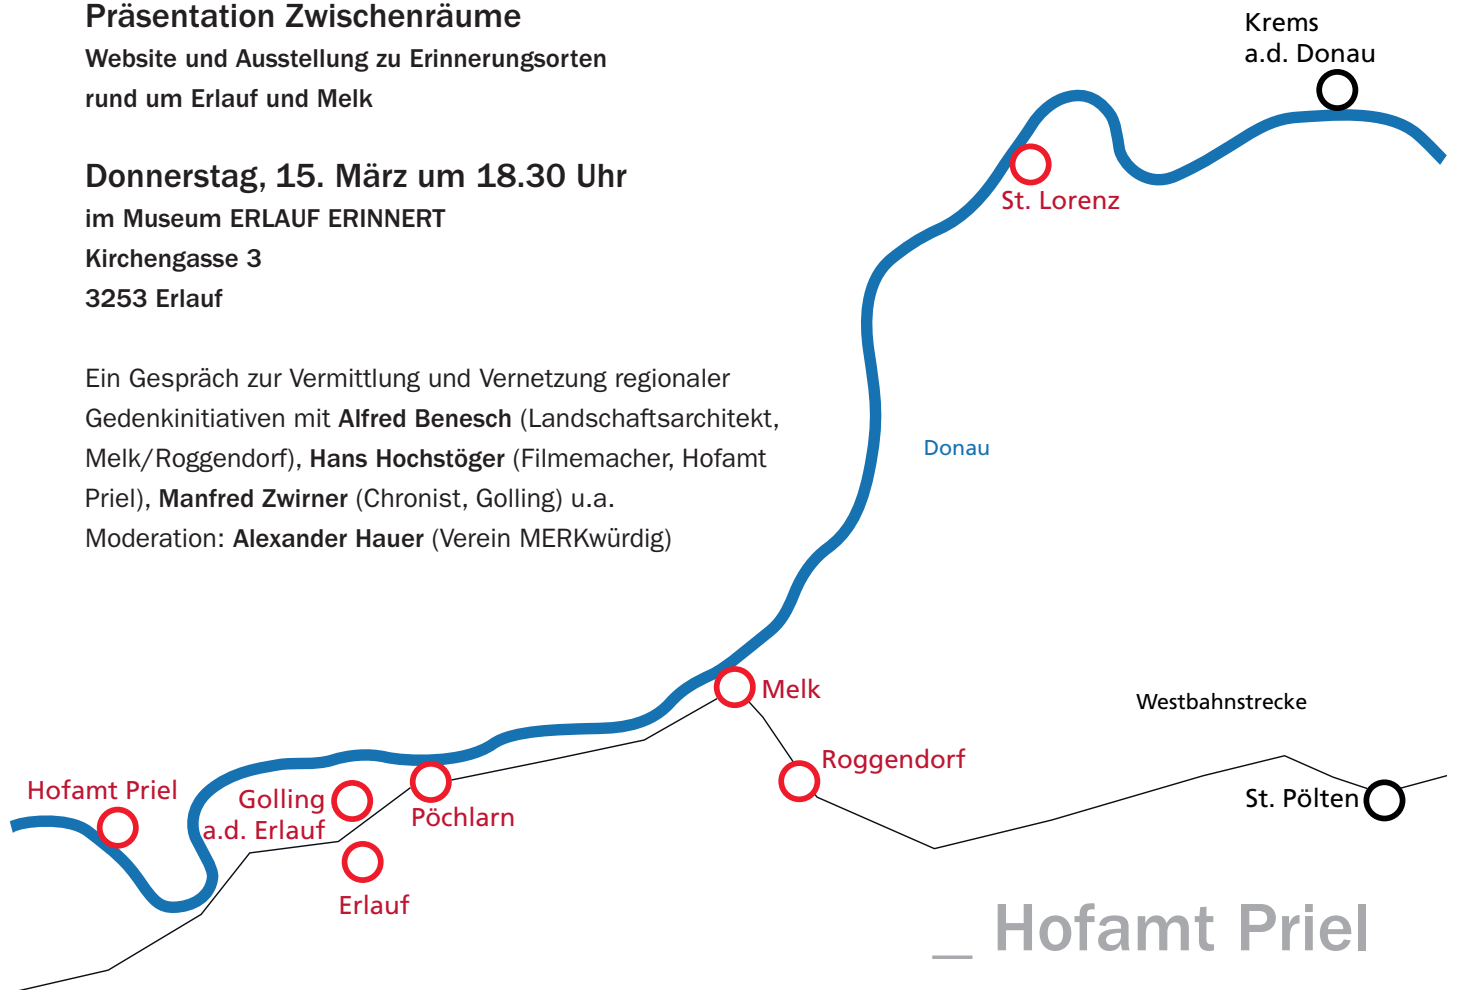 Präsentation Zwischenräume
Website und Ausstellung zu Erinnerungsorten
rund um Erlauf und Melk
Donnerstag, 15. März um 18.30 Uhr
im Museum ERLAUF ERINNERT
Kirchengasse 3
3253 Erlauf
Ein Gespräch zur Vermittlung und Vernetzung regionaler
Gedenkinitiativen mit Alfred Benesch (Landschaftsarchitekt,
Melk/Roggendorf), Hans Hochstöger (Filmemacher, Hofamt
Priel), Manfred Zwirner (Chronist, Golling) u.a.
Moderation: Alexander Hauer (Verein MERKwürdig)
Krems
a.d. Donau
St. Lorenz
Donau
Melk
Westbahnstrecke
Roggendorf
St. Pölten
Hofamt Priel
Golling
a.d. Erlauf
Pöchlarn
Erlauf
_ Hofamt Priel